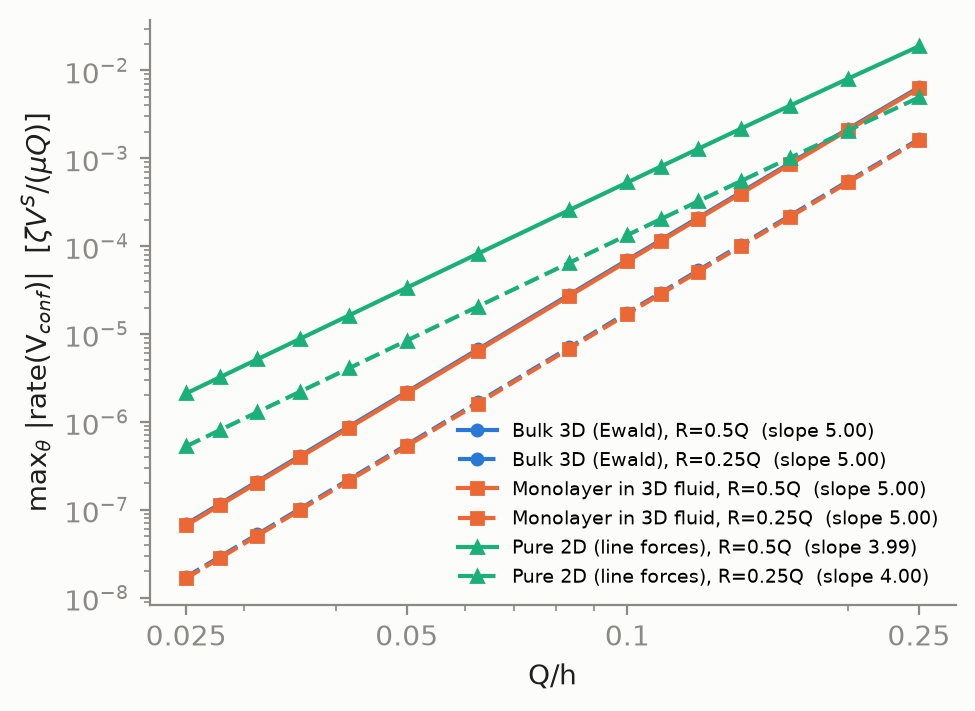 max_θ |rate(V_conf)|  [ζV^S/(μQ)]
10⁻²
10⁻³
10⁻⁴
10⁻⁵
10⁻⁶
10⁻⁷
10⁻⁸
Bulk 3D (Ewald), R=0.5Q  (slope 5.00)
Bulk 3D (Ewald), R=0.25Q  (slope 5.00)
Monolayer in 3D fluid, R=0.5Q  (slope 5.00)
Monolayer in 3D fluid, R=0.25Q  (slope 5.00)
Pure 2D (line forces), R=0.5Q  (slope 3.99)
Pure 2D (line forces), R=0.25Q  (slope 4.00)
0.025 0.05 0.1 0.25
Q/h